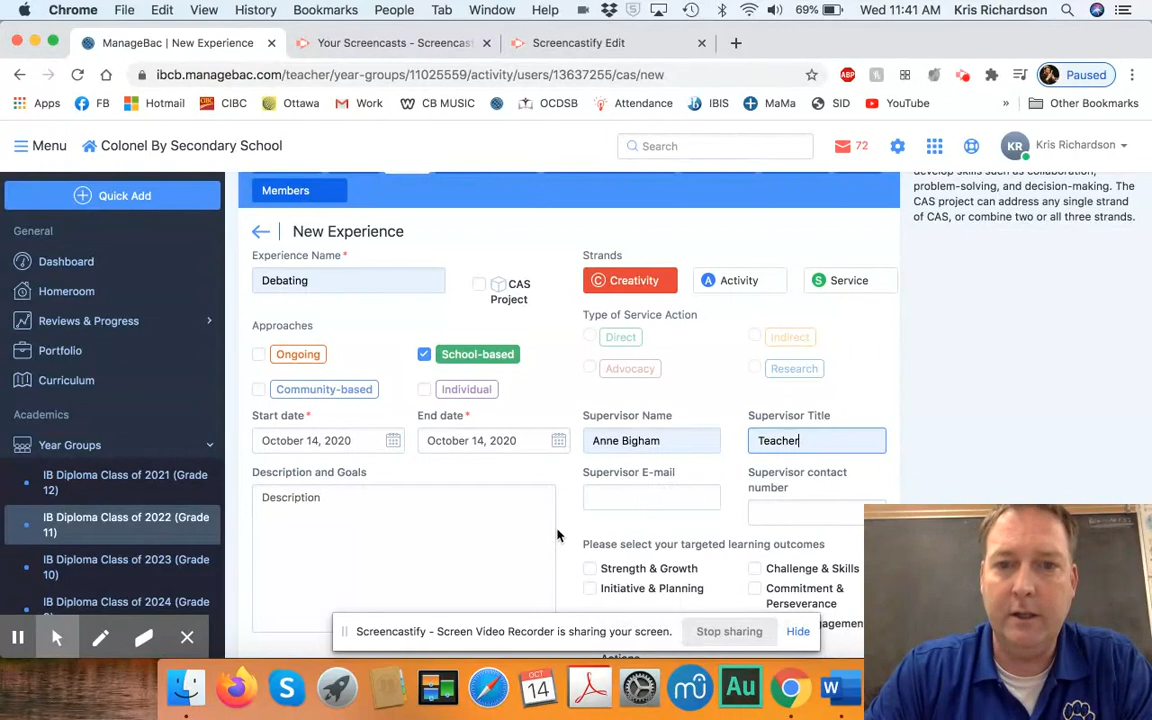 Chrome File Edit View History Bookmarks People Tab Window Help 69% Wed 11:41 AM Kris Richardson
ManageBac | New Experience Your Screencasts - Screencast Screencastify Edit
ibcb.managebac.com/teacher/year-groups/11025559/activity/users/13637255/cas/new ABP Paused
Apps FB Hotmail CIBC Ottawa Work CB MUSIC OCDSB Attendance IBIS MaMa SID YouTube » Other Bookmarks
Menu Colonel By Secondary School Search 72 KR Kris Richardson
Quick Add
General
Dashboard
Homeroom
Reviews & Progress
Portfolio
Curriculum
Academics
Year Groups
IB Diploma Class of 2021 (Grade
12)
IB Diploma Class of 2022 (Grade
11)
IB Diploma Class of 2023 (Grade
10)
IB Diploma Class of 2024 (Grade
Members
develop skills such as collaboration,
problem-solving, and decision-making. The
CAS project can address any single strand
of CAS, or combine two or all three strands.
New Experience
Experience Name *
Debating
CAS
Project
Strands
C Creativity A Activity S Service
Approaches
Ongoing School-based
Community-based Individual
Type of Service Action
Direct Indirect
Advocacy Research
Start date * End date * Supervisor Name Supervisor Title
October 14, 2020 October 14, 2020 Anne Bigham Teacher
Description and Goals
Description
Supervisor E-mail Supervisor contact
number
Please select your targeted learning outcomes
Strength & Growth Challenge & Skills
Initiative & Planning Commitment &
Perseverance
Screencastify - Screen Video Recorder is sharing your screen. Stop sharing Hide
OCT
14
Au
W